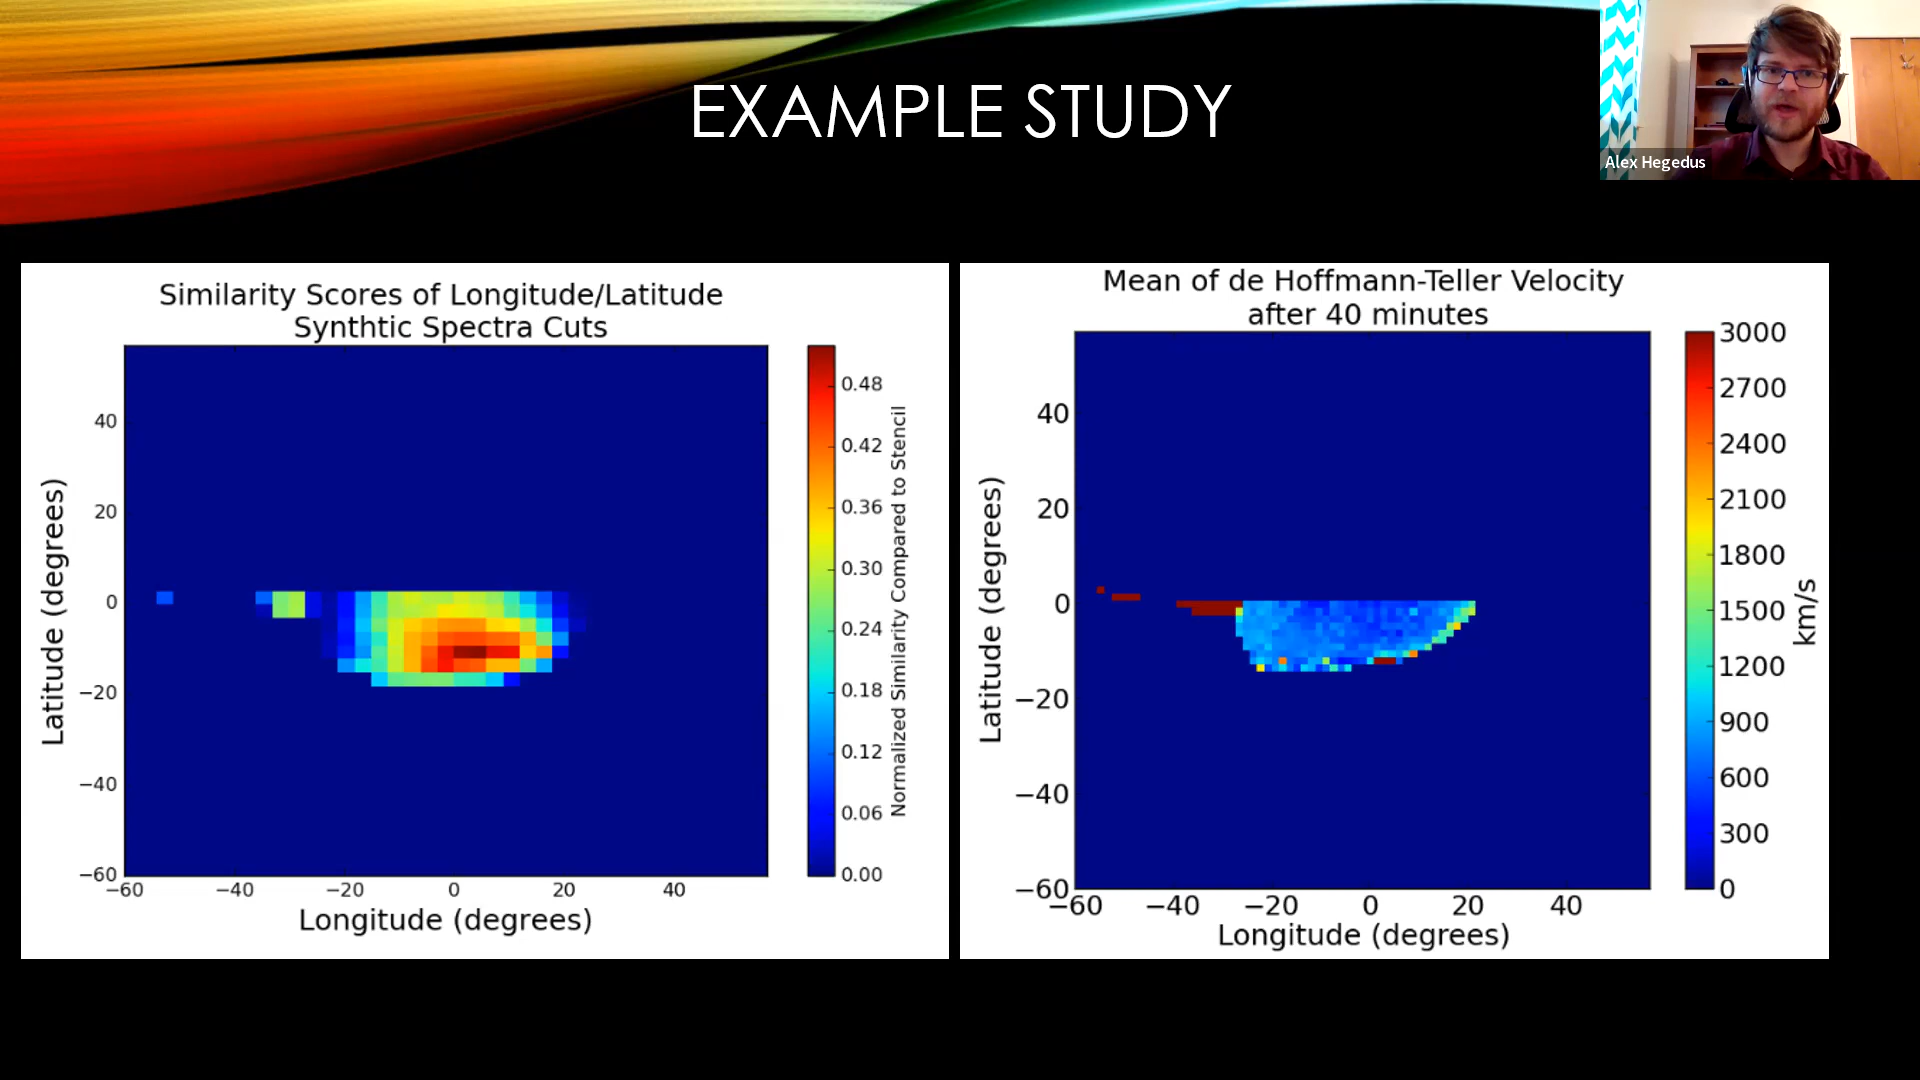 EXAMPLE STUDY
Alex Hegedus
Similarity Scores of Longitude/Latitude
Synthtic Spectra Cuts
Latitude (degrees)
40
20
0
−20
−40
−60
−60 −40 −20 0 20 40
Longitude (degrees)
0.48
0.42
0.36
0.30
0.24
0.18
0.12
0.06
0.00
Normalized Similarity Compared to Stencil
Mean of de Hoffmann-Teller Velocity
after 40 minutes
Latitude (degrees)
40
20
0
−20
−40
−60
−60 −40 −20 0 20 40
Longitude (degrees)
3000
2700
2400
2100
1800
1500
1200
900
600
300
0
km/s